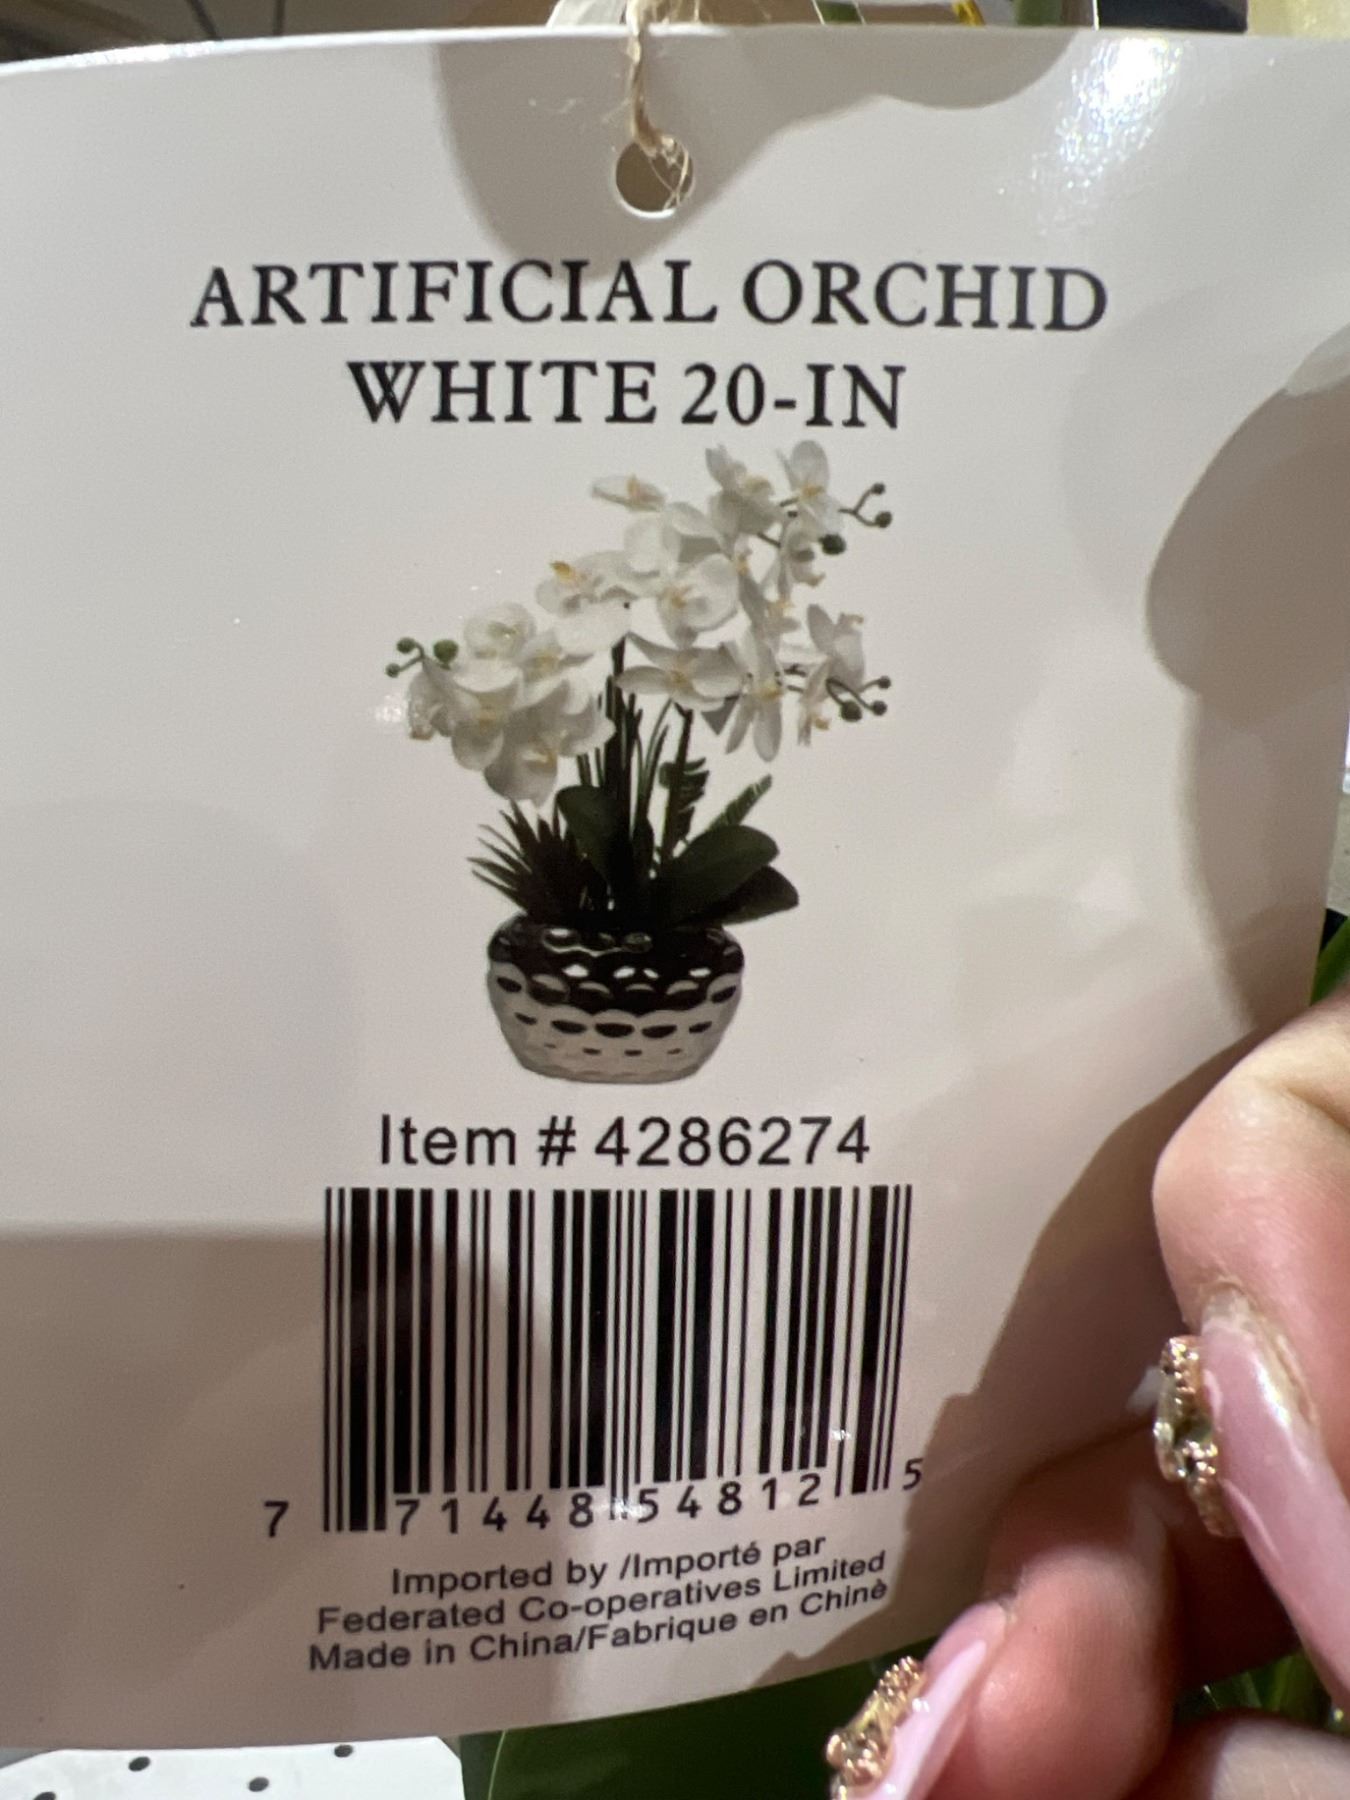 ARTIFICIAL ORCHID
WHITE 20-IN
Item # 4286274
7 71448 54812 5
Imported by /Importé par
Federated Co-operatives Limited
Made in China/Fabrique en Chinè